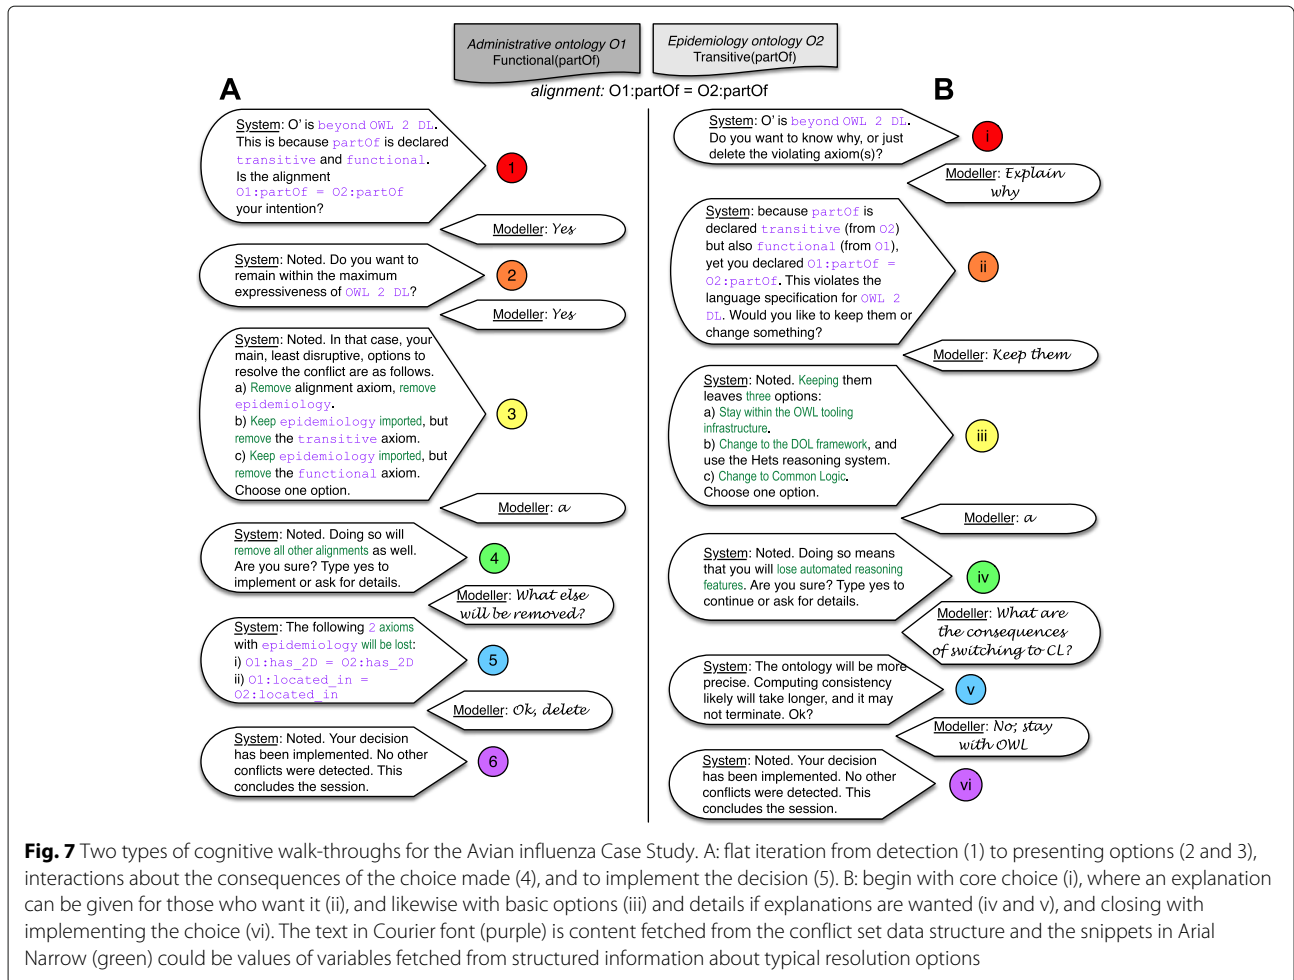 Administrative ontology O1
Functional(partOf)
Epidemiology ontology O2
Transitive(partOf)
alignment: O1:partOf = O2:partOf
A
System: O' is beyond OWL 2 DL.
This is because partOf is declared
transitive and functional.
Is the alignment
O1:partOf = O2:partOf
your intention?
1
Modeller: Yes
System: Noted. Do you want to
remain within the maximum
expressiveness of OWL 2 DL?
2
Modeller: Yes
System: Noted. In that case, your
main, least disruptive, options to
resolve the conflict are as follows.
a) Remove alignment axiom, remove
epidemiology.
b) Keep epidemiology imported, but
remove the transitive axiom.
c) Keep epidemiology imported, but
remove the functional axiom.
Choose one option.
3
Modeller: a
System: Noted. Doing so will
remove all other alignments as well.
Are you sure? Type yes to
implement or ask for details.
4
Modeller: What else
will be removed?
System: The following 2 axioms
with epidemiology will be lost:
i) O1:has_2D = O2:has_2D
ii) O1:located_in =
O2:located_in
5
Modeller: Ok, delete
System: Noted. Your decision
has been implemented. No other
conflicts were detected. This
concludes the session.
6
B
System: O' is beyond OWL 2 DL.
Do you want to know why, or just
delete the violating axiom(s)?
i
Modeller: Explain
why
System: because partOf is
declared transitive (from O2)
but also functional (from O1),
yet you declared O1:partOf =
O2:partOf. This violates the
language specification for OWL 2
DL. Would you like to keep them or
change something?
ii
Modeller: Keep them
System: Noted. Keeping them
leaves three options:
a) Stay within the OWL tooling
infrastructure.
b) Change to the DOL framework, and
use the Hets reasoning system.
c) Change to Common Logic.
Choose one option.
iii
Modeller: a
System: Noted. Doing so means
that you will lose automated reasoning
features. Are you sure? Type yes to
continue or ask for details.
iv
Modeller: What are
the consequences
of switching to CL?
System: The ontology will be more
precise. Computing consistency
likely will take longer, and it may
not terminate. Ok?
v
Modeller: No; stay
with OWL
System: Noted. Your decision
has been implemented. No other
conflicts were detected. This
concludes the session.
vi
Fig. 7 Two types of cognitive walk-throughs for the Avian influenza Case Study. A: flat iteration from detection (1) to presenting options (2 and 3),
interactions about the consequences of the choice made (4), and to implement the decision (5). B: begin with core choice (i), where an explanation
can be given for those who want it (ii), and likewise with basic options (iii) and details if explanations are wanted (iv and v), and closing with
implementing the choice (vi). The text in Courier font (purple) is content fetched from the conflict set data structure and the snippets in Arial
Narrow (green) could be values of variables fetched from structured information about typical resolution options